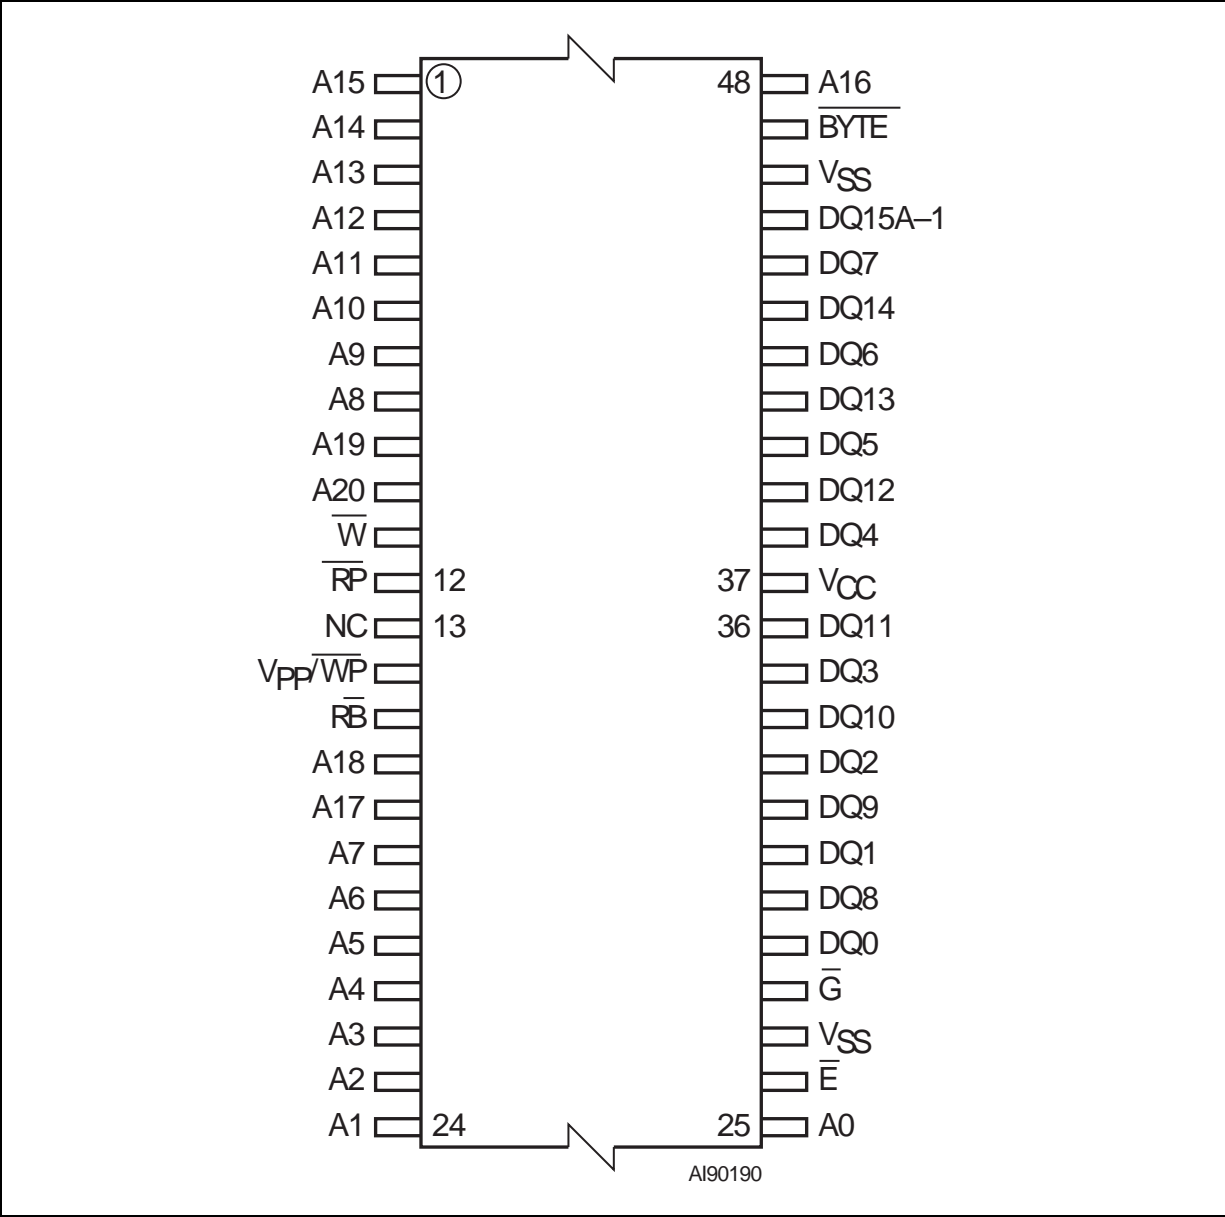 A15 1 48 A16
A14 BYTE
A13 VSS
A12 DQ15A–1
A11 DQ7
A10 DQ14
A9 DQ6
A8 DQ13
A19 DQ5
A20 DQ12
W DQ4
RP 12 37 VCC
NC 13 36 DQ11
VPP/WP DQ3
RB DQ10
A18 DQ2
A17 DQ9
A7 DQ1
A6 DQ8
A5 DQ0
A4 G
A3 VSS
A2 E
A1 24 25 A0
AI90190